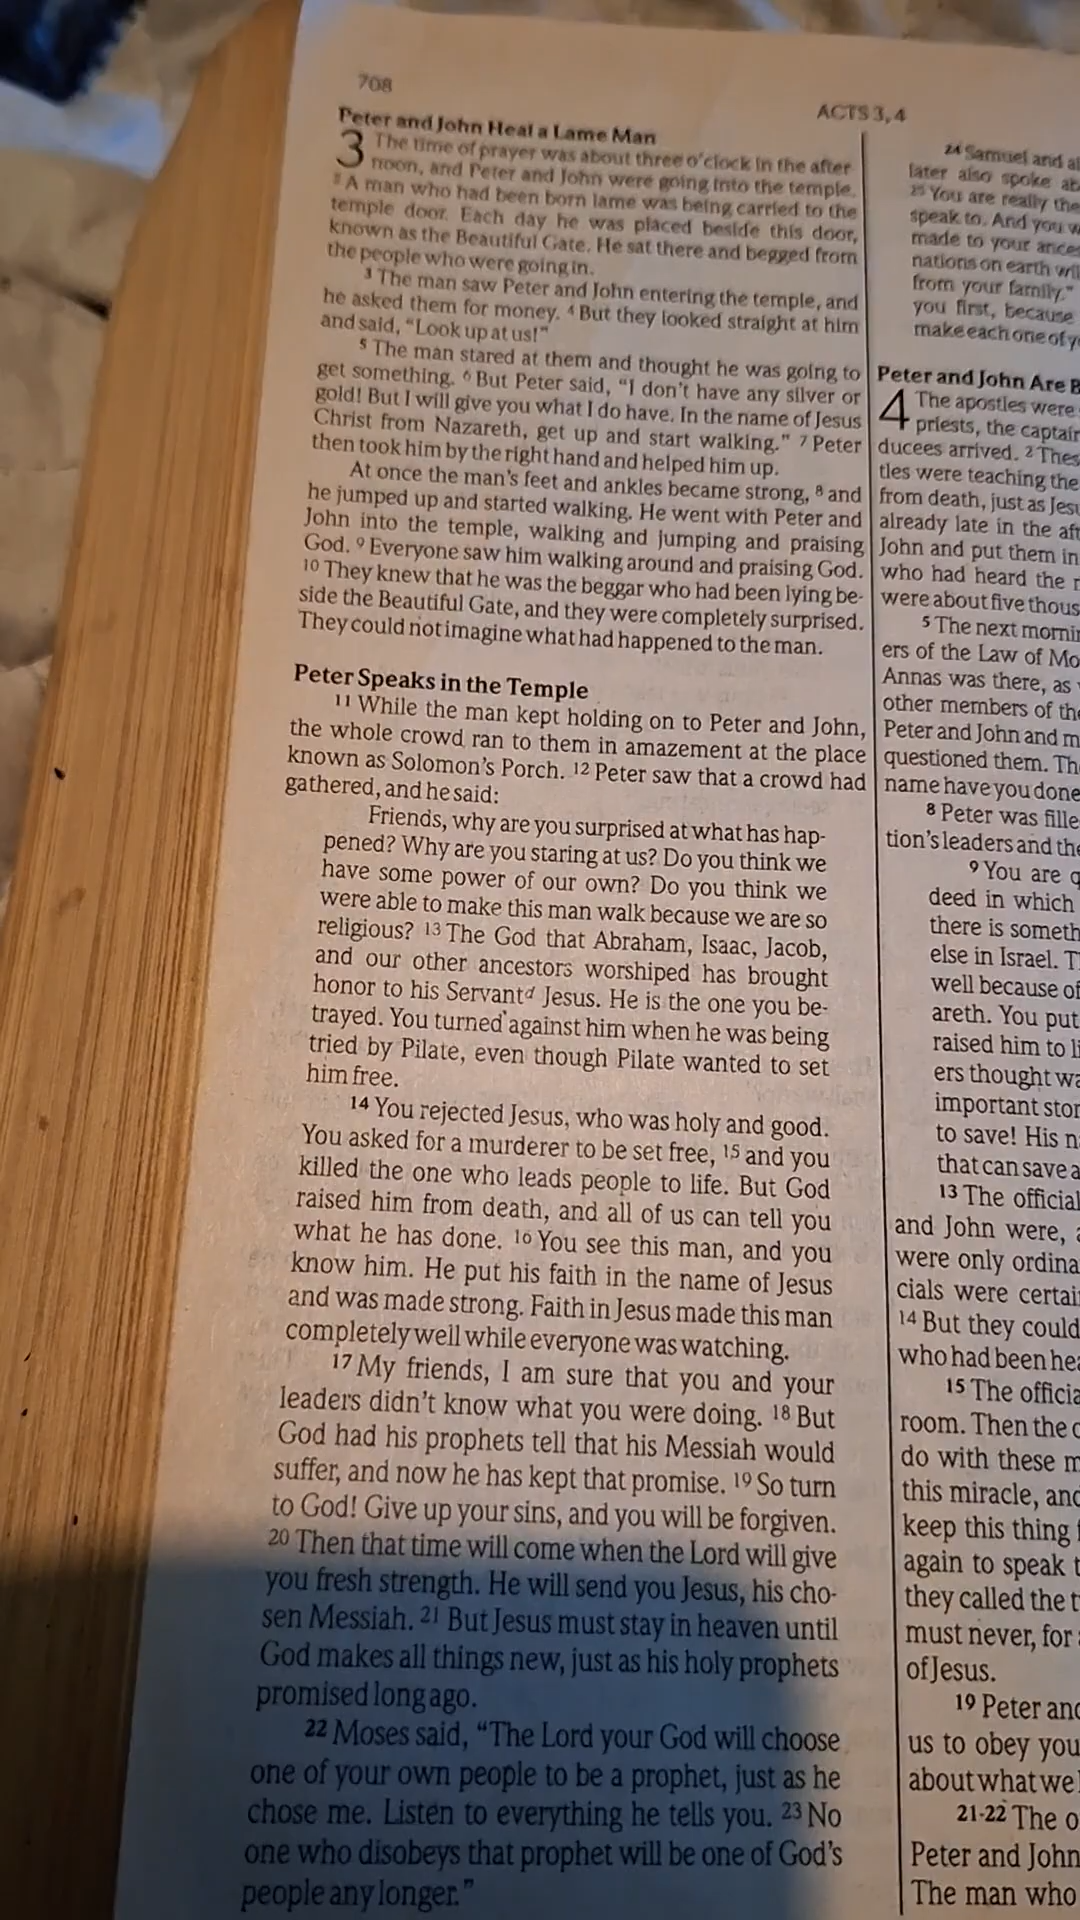 708
ACTS 3, 4
Peter and John Heal a Lame Man
3 The time of prayer was about three o'clock in the after
noon, and Peter and John were going into the temple.
2 A man who had been born lame was being carried to the
temple door. Each day he was placed beside this door,
known as the Beautiful Gate. He sat there and begged from
the people who were going in.
3 The man saw Peter and John entering the temple, and
he asked them for money. 4 But they looked straight at him
and said, "Look up at us!"
5 The man stared at them and thought he was going to
get something. 6 But Peter said, "I don't have any silver or
gold! But I will give you what I do have. In the name of Jesus
Christ from Nazareth, get up and start walking." 7 Peter
then took him by the right hand and helped him up.
At once the man's feet and ankles became strong, 8 and
he jumped up and started walking. He went with Peter and
John into the temple, walking and jumping and praising
God. 9 Everyone saw him walking around and praising God.
10 They knew that he was the beggar who had been lying be-
side the Beautiful Gate, and they were completely surprised.
They could not imagine what had happened to the man.
Peter Speaks in the Temple
11 While the man kept holding on to Peter and John,
the whole crowd ran to them in amazement at the place
known as Solomon's Porch. 12 Peter saw that a crowd had
gathered, and he said:
Friends, why are you surprised at what has hap-
pened? Why are you staring at us? Do you think we
have some power of our own? Do you think we
were able to make this man walk because we are so
religious? 13 The God that Abraham, Isaac, Jacob,
and our other ancestors worshiped has brought
honor to his Servant d Jesus. He is the one you be-
trayed. You turned against him when he was being
tried by Pilate, even though Pilate wanted to set
him free.
14 You rejected Jesus, who was holy and good.
You asked for a murderer to be set free, 15 and you
killed the one who leads people to life. But God
raised him from death, and all of us can tell you
what he has done. 16 You see this man, and you
know him. He put his faith in the name of Jesus
and was made strong. Faith in Jesus made this man
completely well while everyone was watching.
17 My friends, I am sure that you and your
leaders didn't know what you were doing. 18 But
God had his prophets tell that his Messiah would
suffer, and now he has kept that promise. 19 So turn
to God! Give up your sins, and you will be forgiven.
20 Then that time will come when the Lord will give
you fresh strength. He will send you Jesus, his cho-
sen Messiah. 21 But Jesus must stay in heaven until
God makes all things new, just as his holy prophets
promised long ago.
22 Moses said, "The Lord your God will choose
one of your own people to be a prophet, just as he
chose me. Listen to everything he tells you. 23 No
one who disobeys that prophet will be one of God's
people any longer."
24 Samuel and al
later also spoke ab
25 You are really the
speak to. And you w
made to your ances
nations on earth wil
from your family."
you first, because
make each one of y
Peter and John Are B
4 The apostles were
priests, the captain
ducees arrived. 2 Thes
tles were teaching the
from death, just as Jesu
already late in the aft
John and put them in
who had heard the
were about five thous
5 The next mornin
ers of the Law of Mo
Annas was there, as
other members of the
Peter and John and m
questioned them. Th
name have you done
8 Peter was fille
tion's leaders and the
9 You are q
deed in which
there is someth
else in Israel. T
well because of
areth. You put
raised him to li
ers thought wa
important stor
to save! His n
that can save a
13 The official
and John were,
were only ordina
cials were certai
14 But they could
who had been hea
15 The officia
room. Then the c
do with these m
this miracle, and
keep this thing
again to speak t
they called the t
must never, for
of Jesus.
19 Peter and
us to obey you
about what we
21-22 The o
Peter and John
The man who